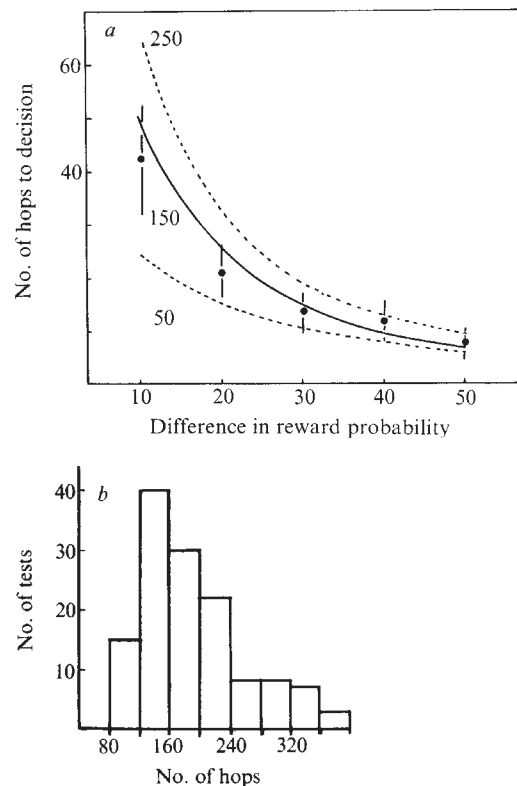 a
250
60
40
150
50
No. of hops to decision
10 20 30 40 50
Difference in reward probability
b
40
30
20
10
No. of tests
80 160 240 320
No. of hops